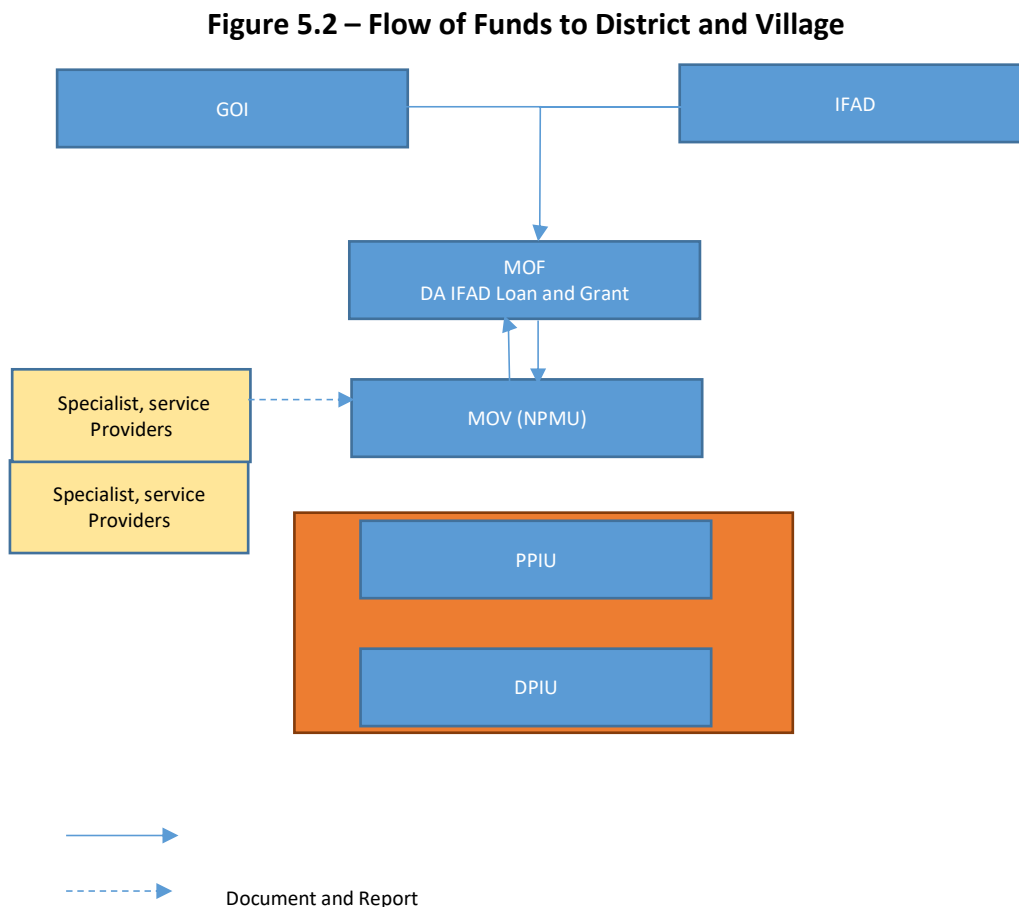 Figure 5.2 – Flow of Funds to District and Village
GOI
IFAD
MOF
DA IFAD Loan and Grant
Specialist, service
Providers
MOV (NPMU)
Specialist, service
Providers
PPIU
DPIU
Document and Report